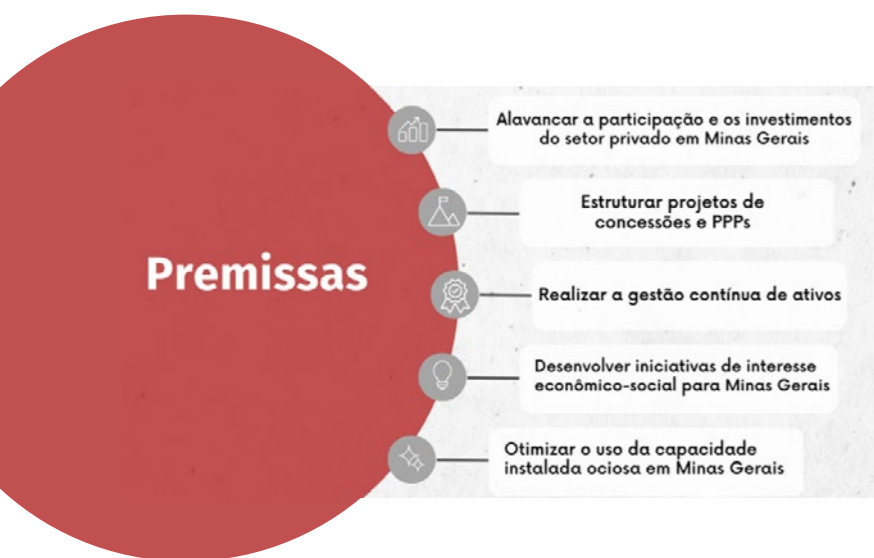 Premissas
Alavancar a participação e os investimentos
do setor privado em Minas Gerais
Estruturar projetos de
concessões e PPPs
Realizar a gestão contínua de ativos
Desenvolver iniciativas de interesse
econômico-social para Minas Gerais
Otimizar o uso da capacidade
instalada ociosa em Minas Gerais